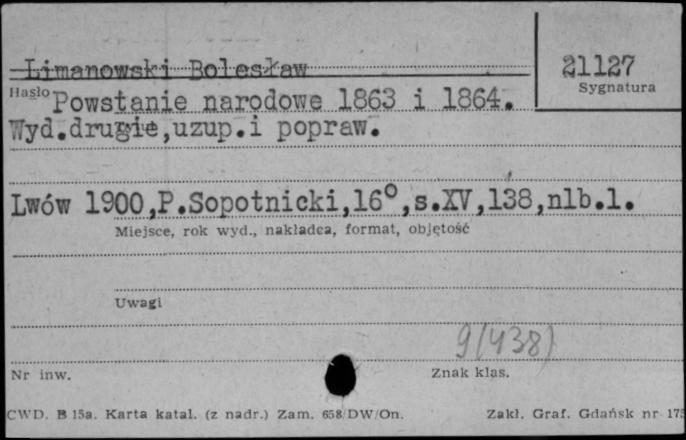 Limanowski Bolesław
21127
Sygnatura
Hasło Powstanie narodowe 1863 i 1864.
Wyd.drugie,uzup.i popraw.
Lwów 1900,P.Sopotnicki,16°,s.XV,138,nlb.1.
Miejsce, rok wyd., nakładca, format, objętość
Uwagi
9(438)
Nr inw.
Znak klas.
CWD. B 15a. Karta katal. (z nadr.) Zam. 658/DW/On.
Zakł. Graf. Gdańsk nr 175